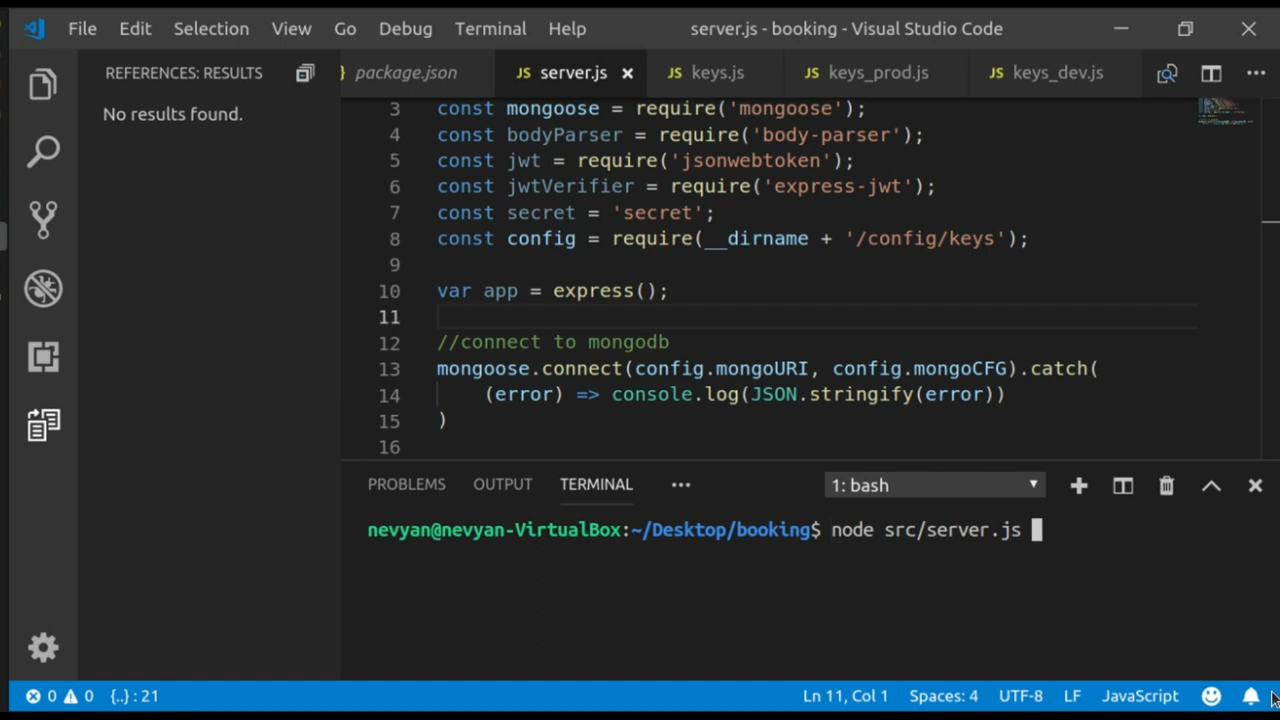 File Edit Selection View Go Debug Terminal Help server.js - booking - Visual Studio Code
REFERENCES: RESULTS
No results found.
} package.json JS server.js JS keys.js JS keys_prod.js JS keys_dev.js
3 const mongoose = require('mongoose');
4 const bodyParser = require('body-parser');
5 const jwt = require('jsonwebtoken');
6 const jwtVerifier = require('express-jwt');
7 const secret = 'secret';
8 const config = require(__dirname + '/config/keys');
9
10 var app = express();
11
12 //connect to mongodb
13 mongoose.connect(config.mongoURI, config.mongoCFG).catch(
14 (error) => console.log(JSON.stringify(error))
15 )
16
PROBLEMS OUTPUT TERMINAL ••• 1: bash
nevyan@nevyan-VirtualBox:~/Desktop/booking$ node src/server.js
0 0 {..} : 21 Ln 11, Col 1 Spaces: 4 UTF-8 LF JavaScript